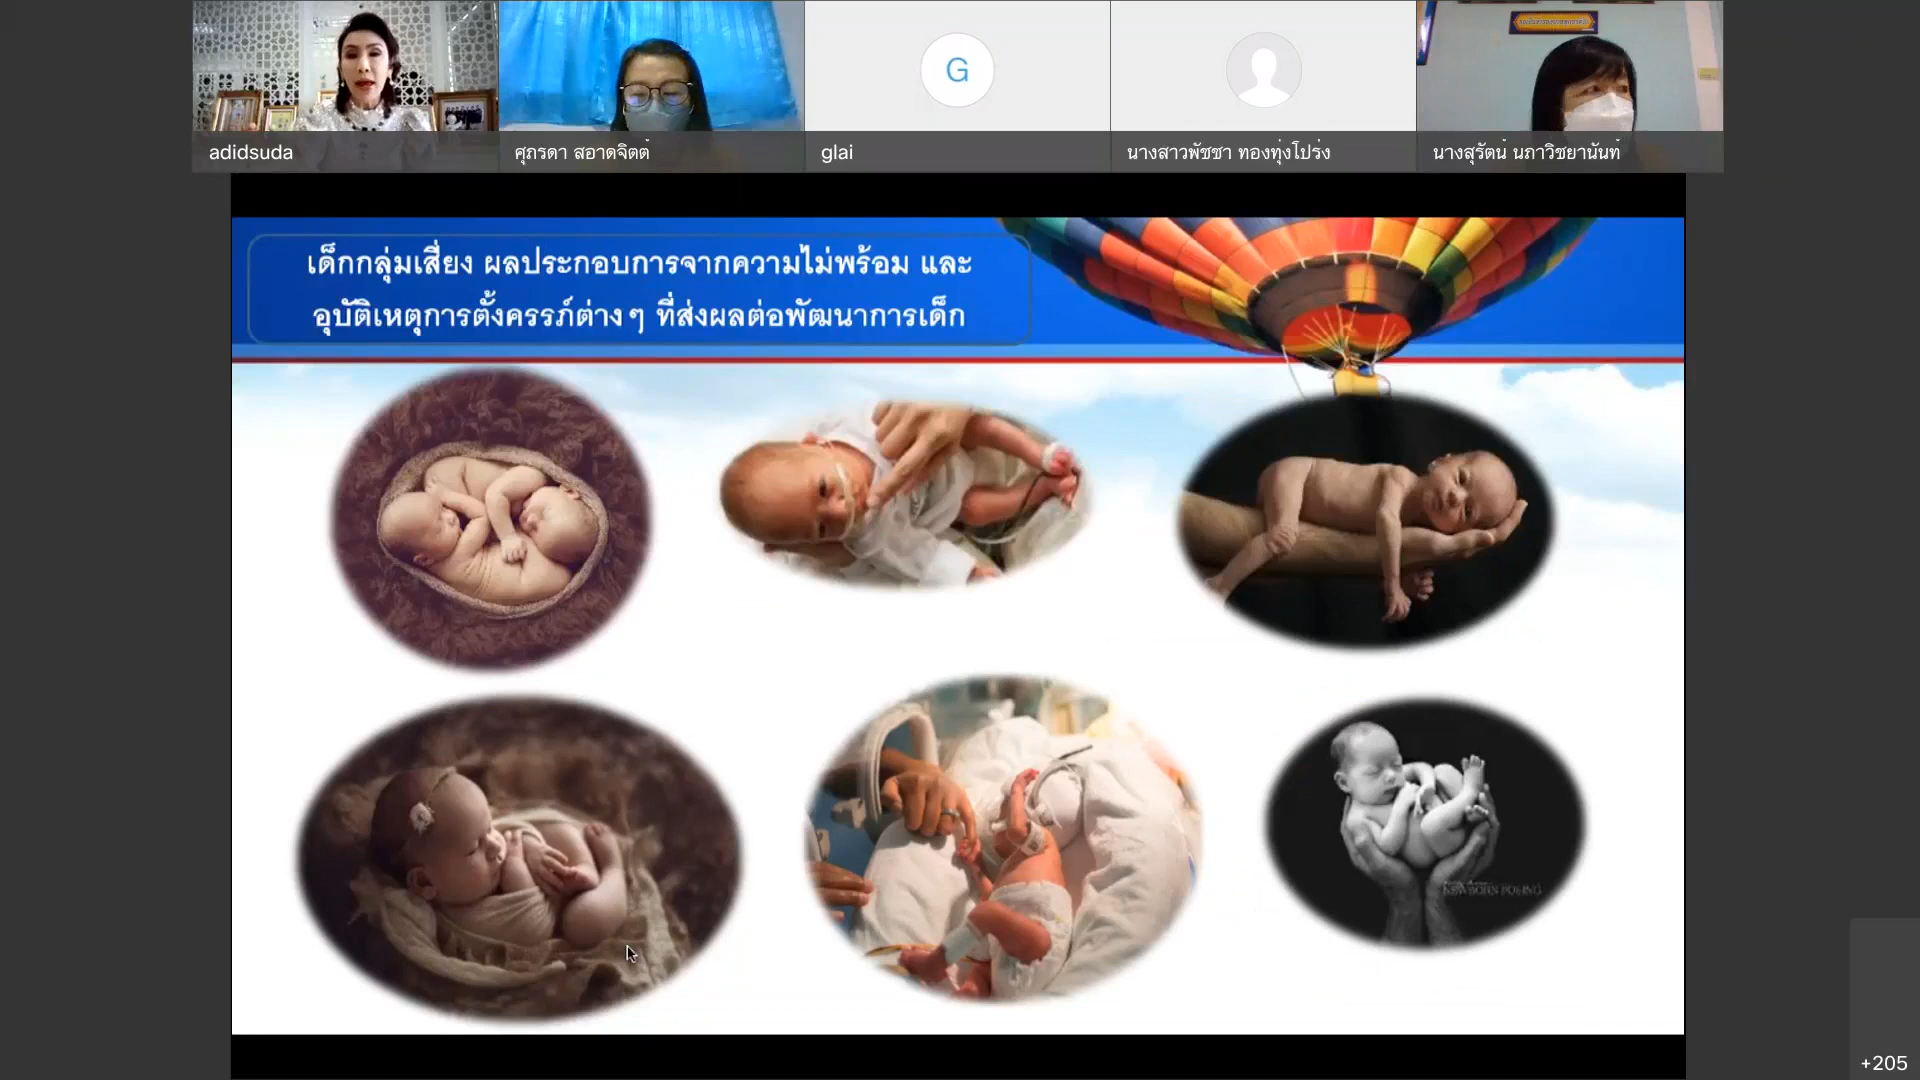 adidsuda
ศุภรดา สอาดจิตต์
G
glai
นางสาวพัชชา ทองทุ่งโปร่ง
นางสุรัตน์ นภาวิชยานันท์
เด็กกลุ่มเสี่ยง ผลประกอบการจากความไม่พร้อม และ
อุบัติเหตุการตั้งครรภ์ต่างๆ ที่ส่งผลต่อพัฒนาการเด็ก
NEWBORN POSING
+205